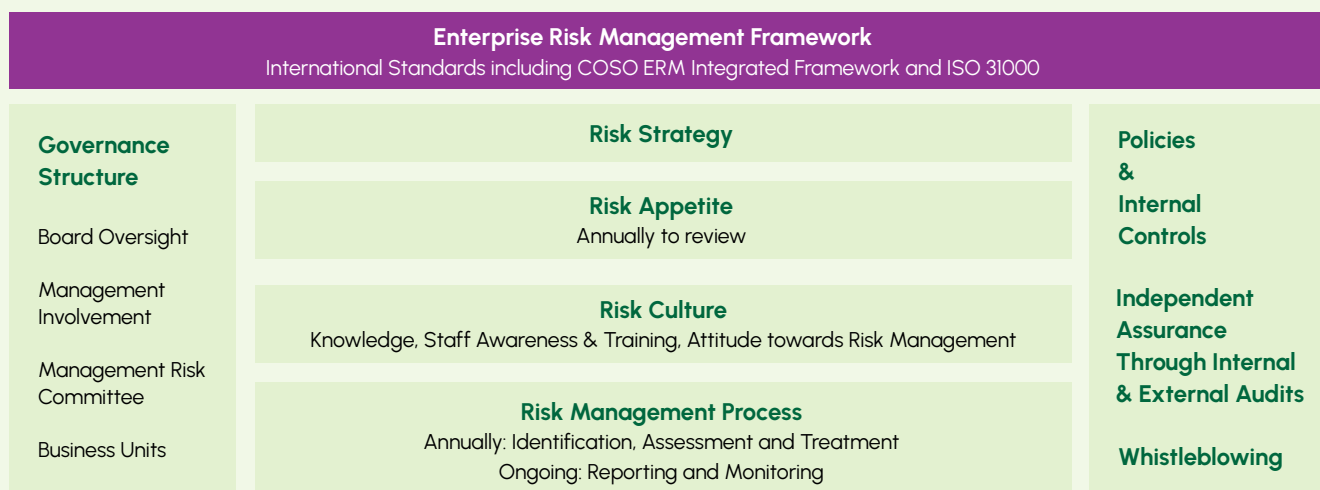 Enterprise Risk Management Framework
International Standards including COSO ERM Integrated Framework and ISO 31000
Governance
Structure
Board Oversight
Management
Involvement
Management Risk
Committee
Business Units
Risk Strategy
Risk Appetite
Annually to review
Risk Culture
Knowledge, Staff Awareness & Training, Attitude towards Risk Management
Risk Management Process
Annually: Identification, Assessment and Treatment
Ongoing: Reporting and Monitoring
Policies
&
Internal
Controls
Independent
Assurance
Through Internal
& External Audits
Whistleblowing